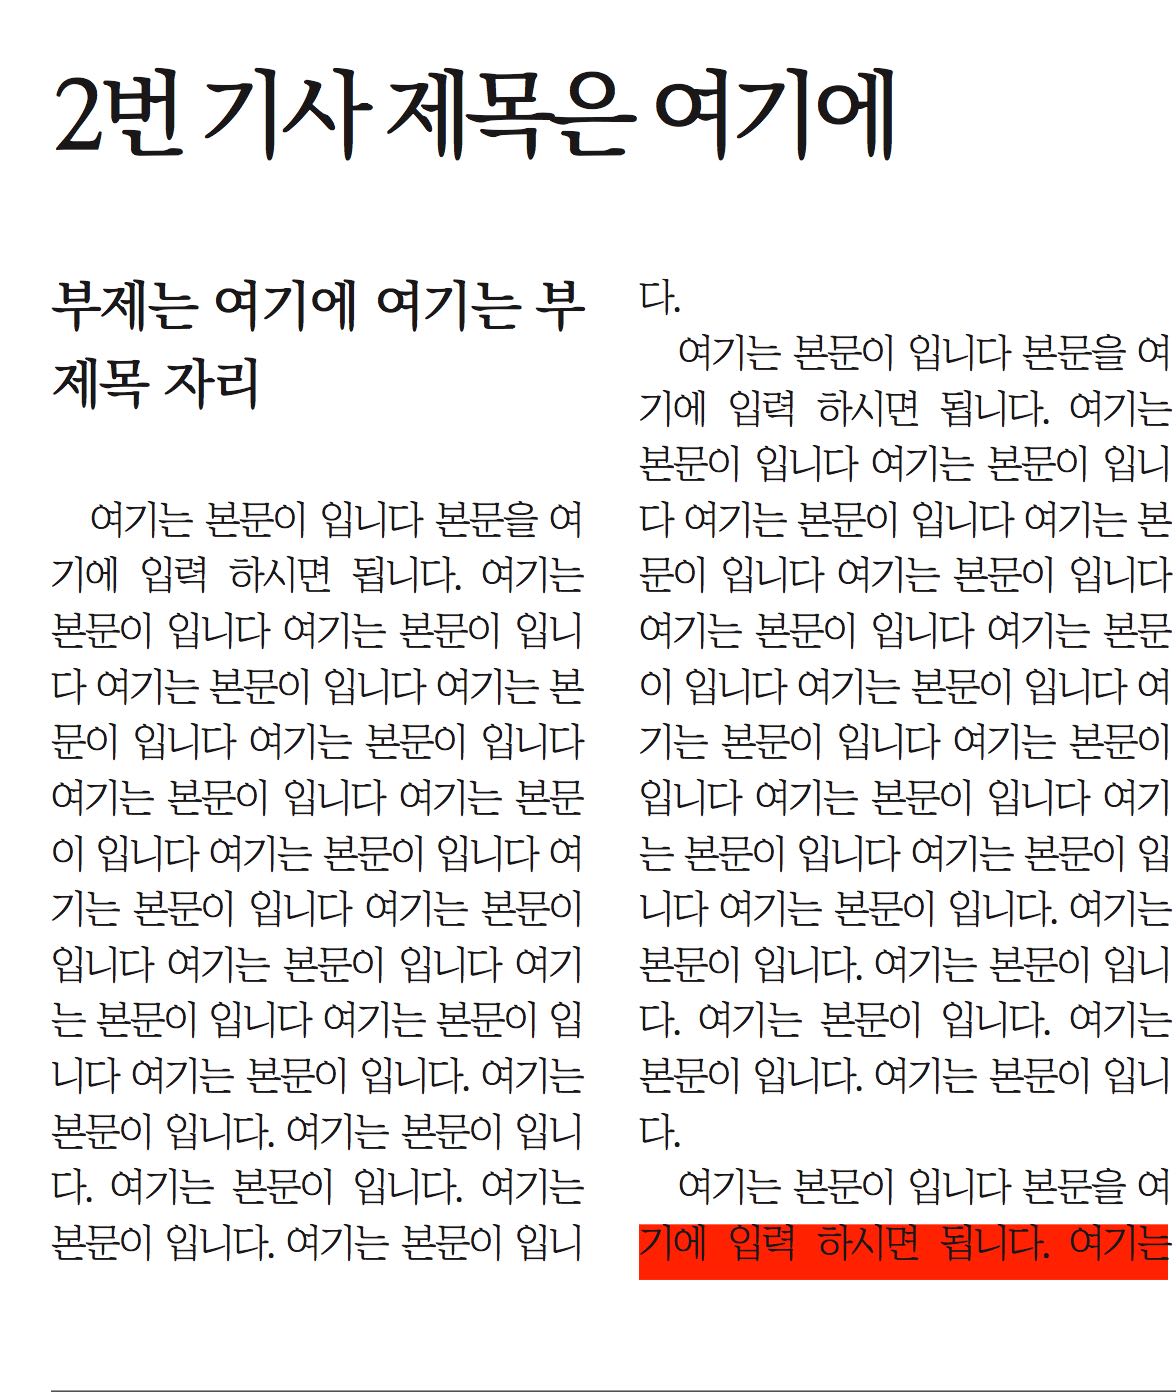 2번 기사 제목은 여기에
부제는 여기에 여기는 부
제목 자리
여기는 본문이 입니다 본문을 여
기에 입력 하시면 됩니다. 여기는
본문이 입니다 여기는 본문이 입니
다 여기는 본문이 입니다 여기는 본
문이 입니다 여기는 본문이 입니다
여기는 본문이 입니다 여기는 본문
이 입니다 여기는 본문이 입니다 여
기는 본문이 입니다 여기는 본문이
입니다 여기는 본문이 입니다 여기
는 본문이 입니다 여기는 본문이 입
니다 여기는 본문이 입니다. 여기는
본문이 입니다. 여기는 본문이 입니
다. 여기는 본문이 입니다. 여기는
본문이 입니다. 여기는 본문이 입니
다.
여기는 본문이 입니다 본문을 여
기에 입력 하시면 됩니다. 여기는
본문이 입니다 여기는 본문이 입니
다 여기는 본문이 입니다 여기는 본
문이 입니다 여기는 본문이 입니다
여기는 본문이 입니다 여기는 본문
이 입니다 여기는 본문이 입니다 여
기는 본문이 입니다 여기는 본문이
입니다 여기는 본문이 입니다 여기
는 본문이 입니다 여기는 본문이 입
니다 여기는 본문이 입니다. 여기는
본문이 입니다. 여기는 본문이 입니
다. 여기는 본문이 입니다. 여기는
본문이 입니다. 여기는 본문이 입니
다.
여기는 본문이 입니다 본문을 여
기에 입력 하시면 됩니다. 여기는